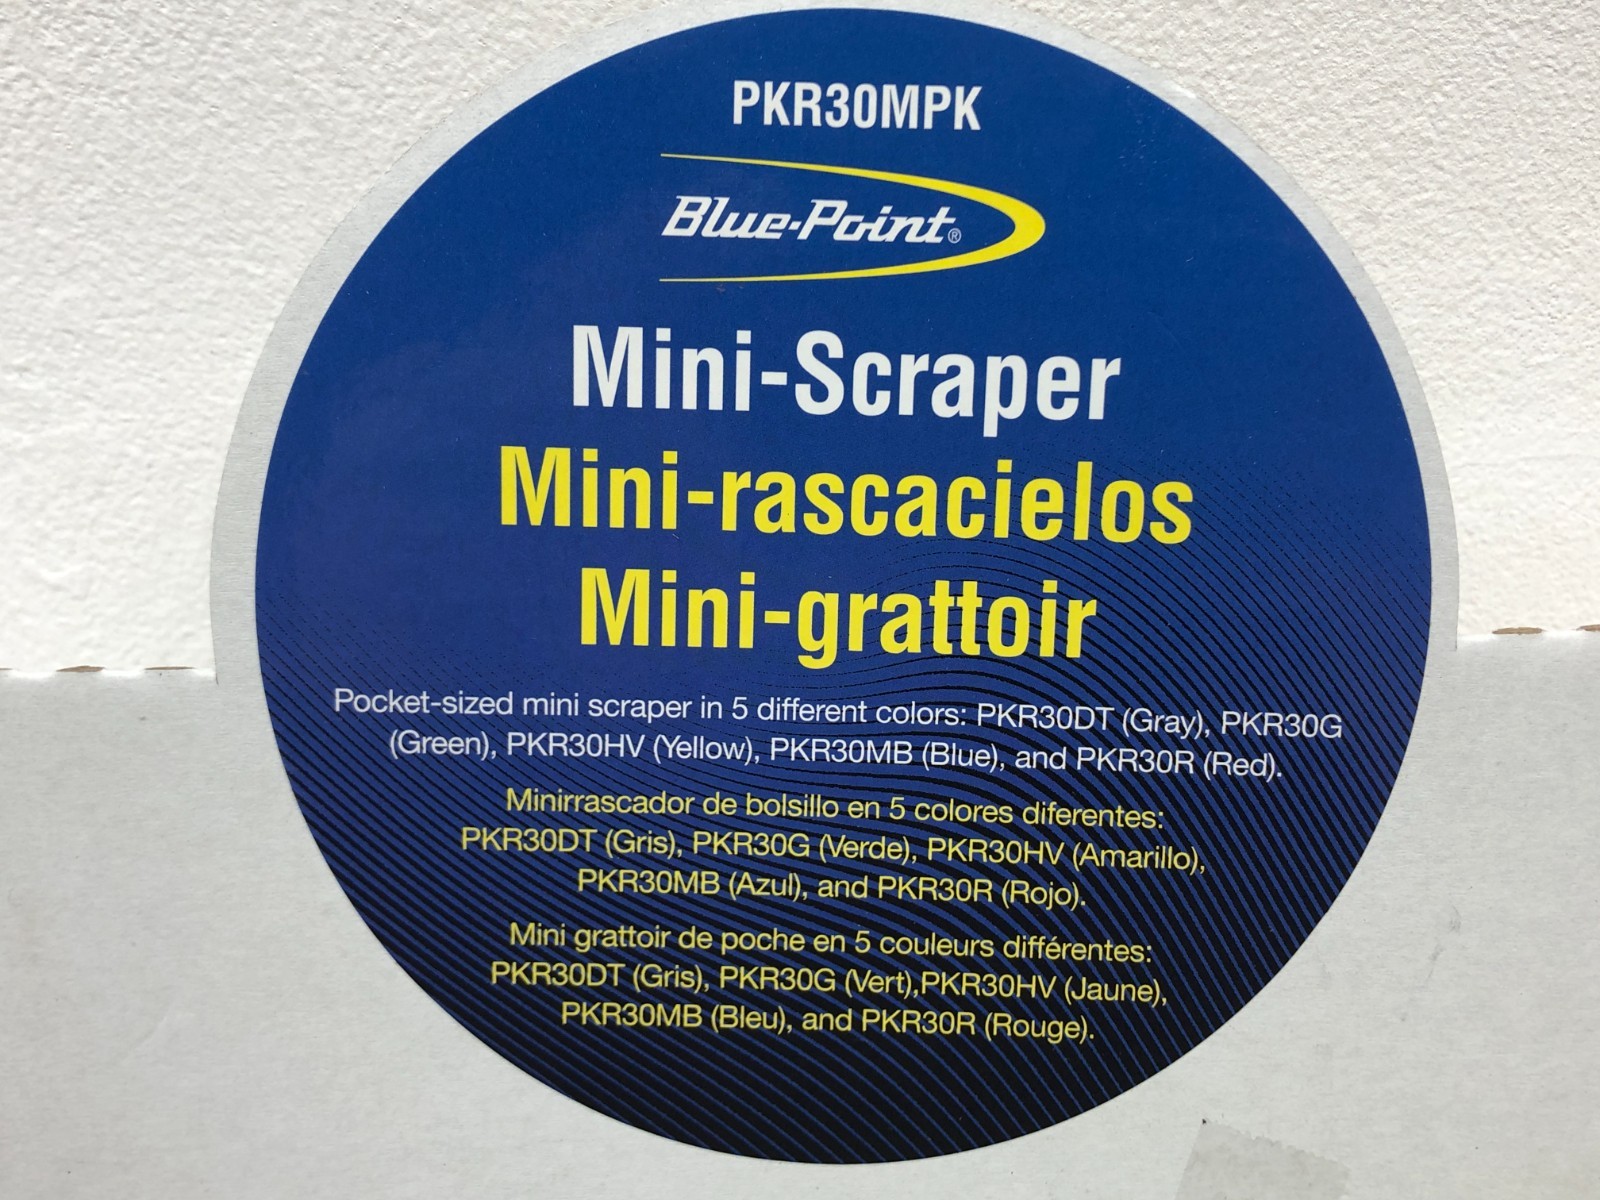 PKR30MPK
Blue-Point®
Mini-Scraper
Mini-rascacielos
Mini-grattoir
Pocket-sized mini scraper in 5 different colors: PKR30DT (Gray), PKR30G
(Green), PKR30HV (Yellow), PKR30MB (Blue), and PKR30R (Red).
Minirrascador de bolsillo en 5 colores diferentes:
PKR30DT (Gris), PKR30G (Verde), PKR30HV (Amarillo),
PKR30MB (Azul), and PKR30R (Rojo).
Mini grattoir de poche en 5 couleurs différentes:
PKR30DT (Gris), PKR30G (Vert),PKR30HV (Jaune),
PKR30MB (Bleu), and PKR30R (Rouge).